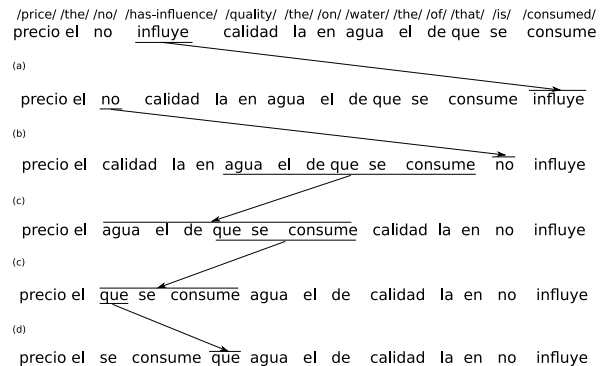 /price/ /the/ /no/ /has-influence/ /quality/ /the/ /on/ /water/ /the/ /of/ /that/ /is/ /consumed/
precio el no influye calidad la en agua el de que se consume
(a)
precio el no calidad la en agua el de que se consume influye
(b)
precio el calidad la en agua el de que se consume no influye
(c)
precio el agua el de que se consume calidad la en no influye
(c)
precio el que se consume agua el de calidad la en no influye
(d)
precio el se consume que agua el de calidad la en no influye